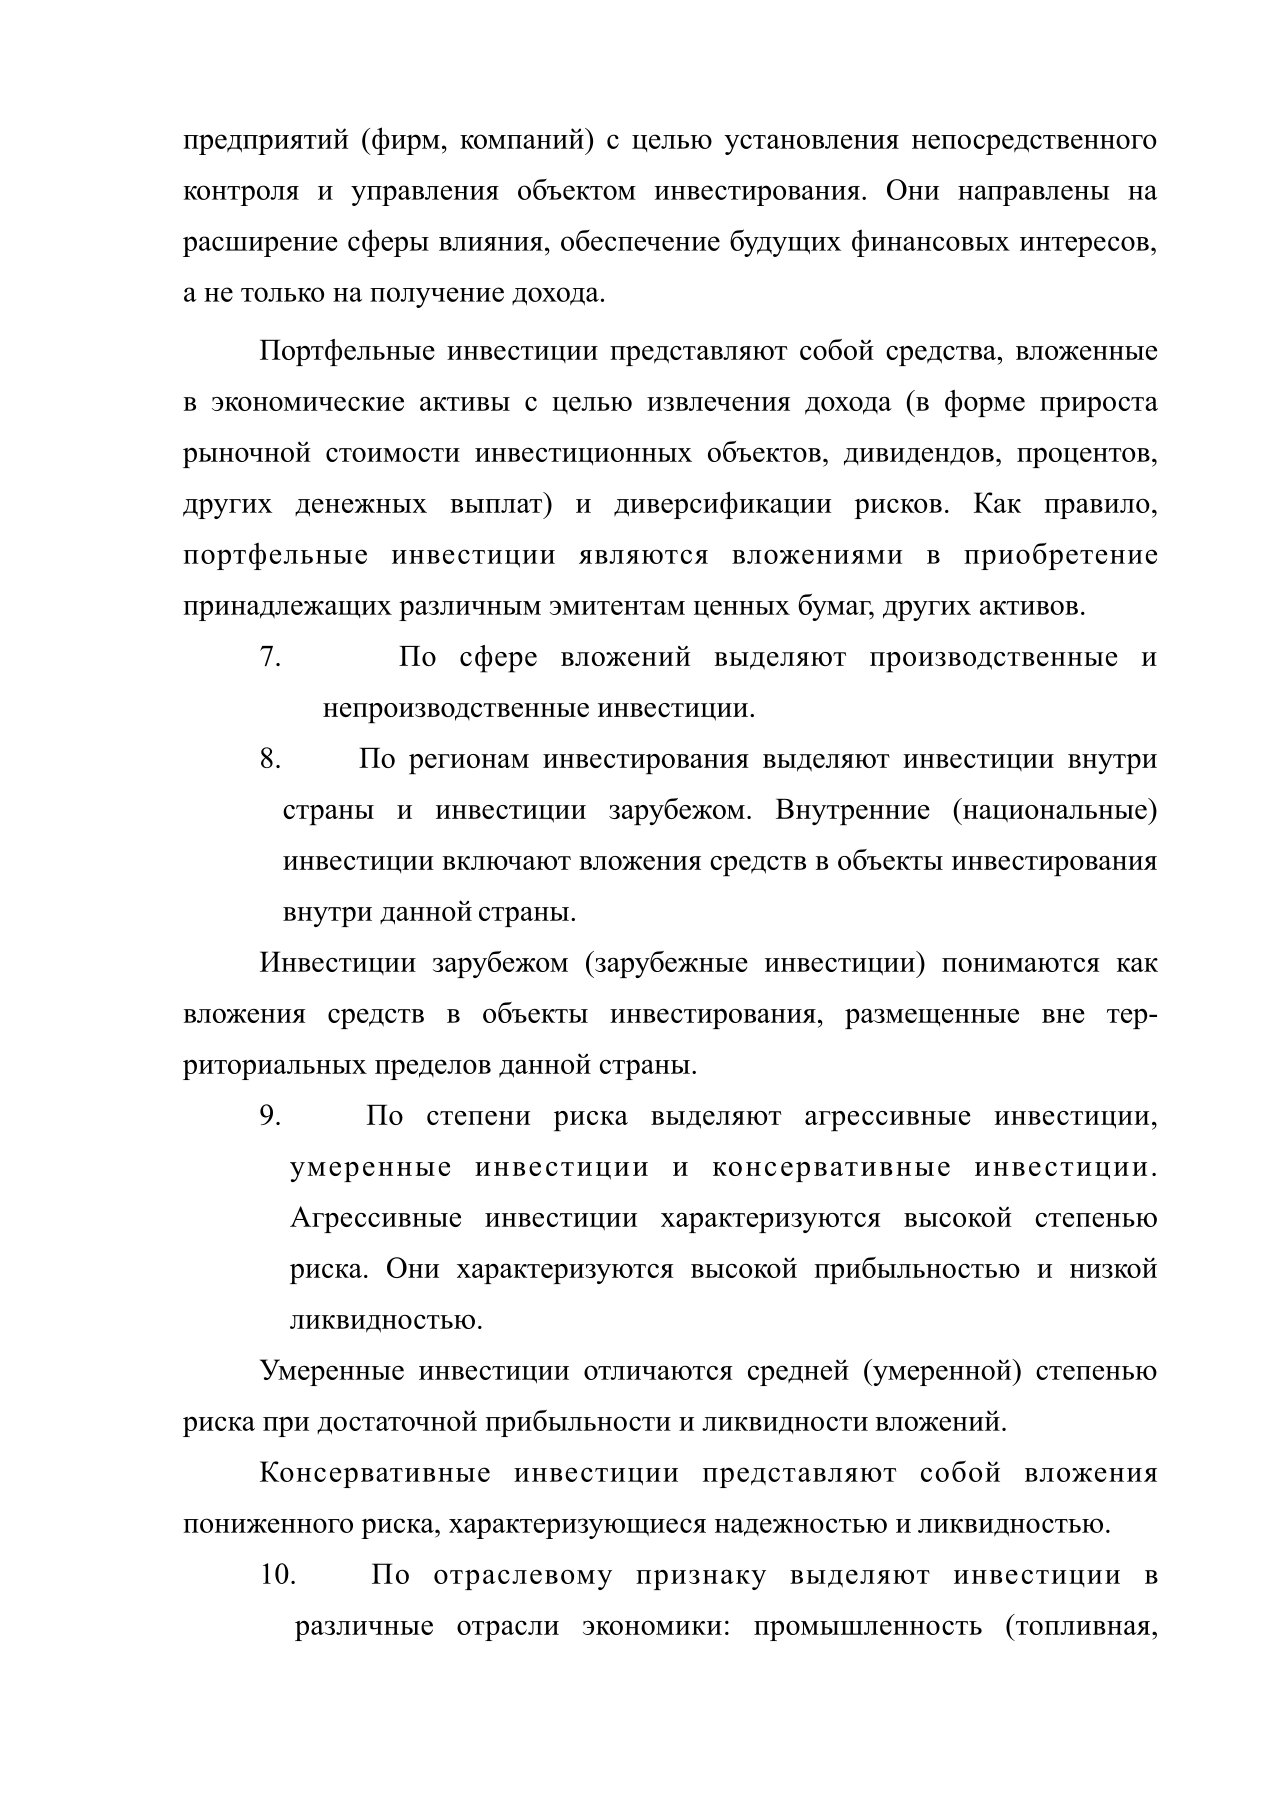 предприятий (фирм, компаний) с целью установления непосредственного
контроля и управления объектом инвестирования. Они направлены на
расширение сферы влияния, обеспечение будущих финансовых интересов,
а не только на получение дохода.
Портфельные инвестиции представляют собой средства, вложенные
в экономические активы с целью извлечения дохода (в форме прироста
рыночной стоимости инвестиционных объектов, дивидендов, процентов,
других денежных выплат) и диверсификации рисков. Как правило,
портфельные инвестиции являются вложениями в приобретение
принадлежащих различным эмитентам ценных бумаг, других активов.
7. По сфере вложений выделяют производственные и
непроизводственные инвестиции.
8. По регионам инвестирования выделяют инвестиции внутри
страны и инвестиции зарубежом. Внутренние (национальные)
инвестиции включают вложения средств в объекты инвестирования
внутри данной страны.
Инвестиции зарубежом (зарубежные инвестиции) понимаются как
вложения средств в объекты инвестирования, размещенные вне тер-
риториальных пределов данной страны.
9. По степени риска выделяют агрессивные инвестиции,
умеренные инвестиции и консервативные инвестиции.
Агрессивные инвестиции характеризуются высокой степенью
риска. Они характеризуются высокой прибыльностью и низкой
ликвидностью.
Умеренные инвестиции отличаются средней (умеренной) степенью
риска при достаточной прибыльности и ликвидности вложений.
Консервативные инвестиции представляют собой вложения
пониженного риска, характеризующиеся надежностью и ликвидностью.
10. По отраслевому признаку выделяют инвестиции в
различные отрасли экономики: промышленность (топливная,